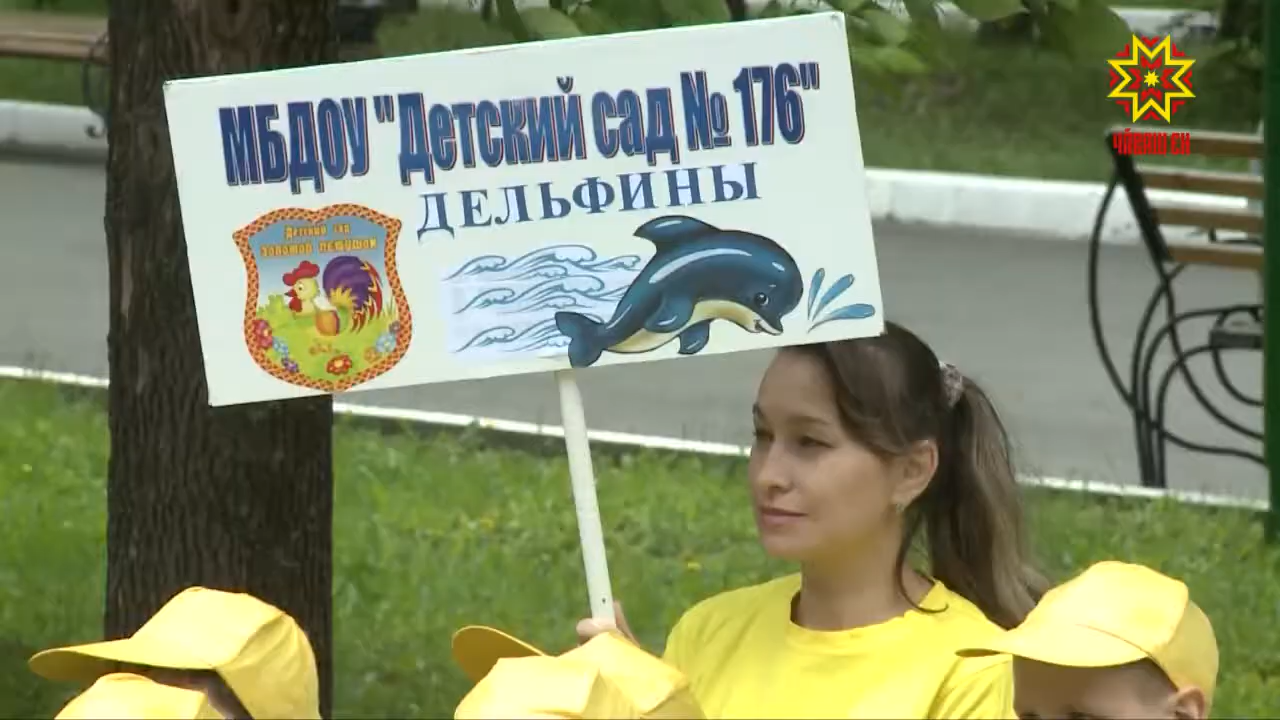 МБДОУ "Детский сад № 176"
ДЕЛЬФИНЫ
Детский сад
Золотой петушок
ЧӐВАШ ЕН